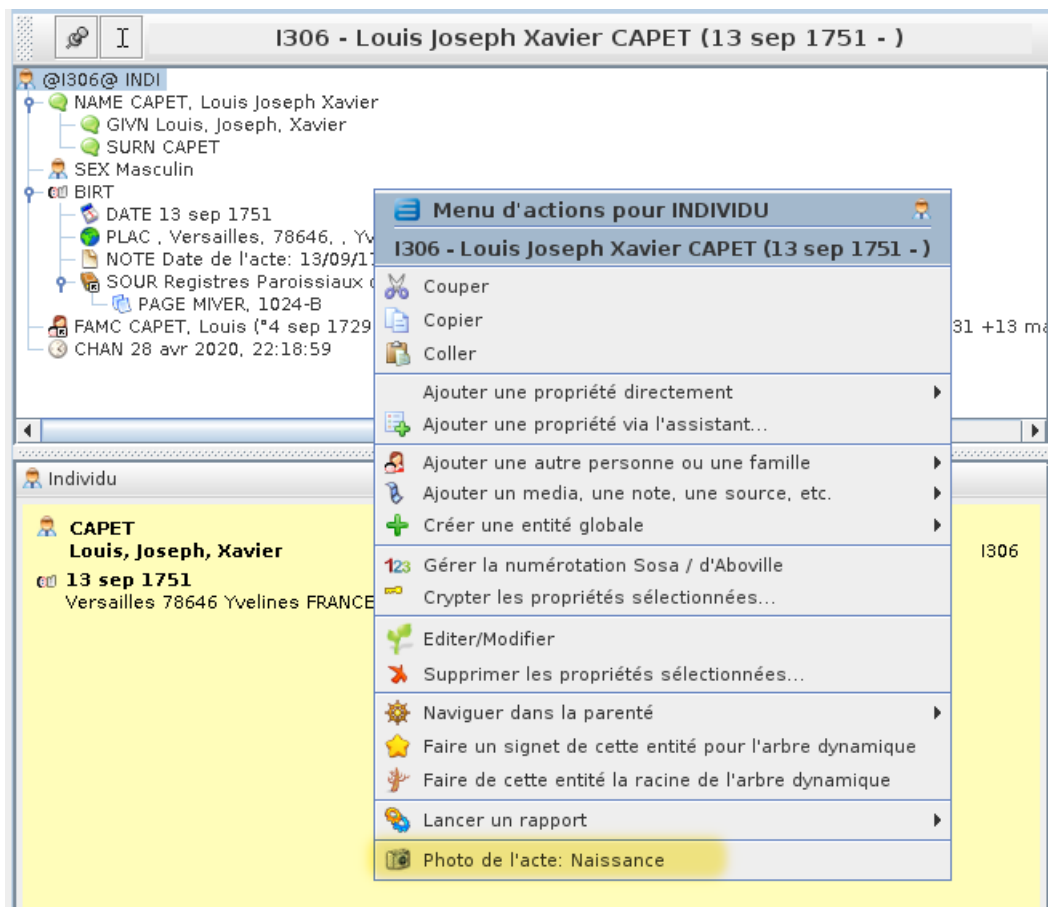 I306 - Louis Joseph Xavier CAPET (13 sep 1751 - )
@I306@ INDI
NAME CAPET, Louis Joseph Xavier
GIVN Louis, Joseph, Xavier
SURN CAPET
SEX Masculin
BIRT
DATE 13 sep 1751
PLAC , Versailles, 78646, , Yv
NOTE Date de l'acte: 13/09/17
SOUR Registres Paroissiaux
PAGE MIVER, 1024-B
FAMC CAPET, Louis (*4 sep 1729 31 +13 ma
CHAN 28 avr 2020, 22:18:59
Menu d'actions pour INDIVIDU
I306 - Louis Joseph Xavier CAPET (13 sep 1751 - )
Couper
Copier
Coller
Ajouter une propriété directement
Ajouter une propriété via l'assistant...
Ajouter une autre personne ou une famille
Ajouter un media, une note, une source, etc.
Créer une entité globale
123 Gérer la numérotation Sosa / d'Aboville
Crypter les propriétés sélectionnées...
Editer/Modifier
Supprimer les propriétés sélectionnées...
Naviguer dans la parenté
Faire un signet de cette entité pour l'arbre dynamique
Faire de cette entité la racine de l'arbre dynamique
Lancer un rapport
Photo de l'acte: Naissance
Individu
CAPET
Louis, Joseph, Xavier I306
13 sep 1751
Versailles 78646 Yvelines FRANCE